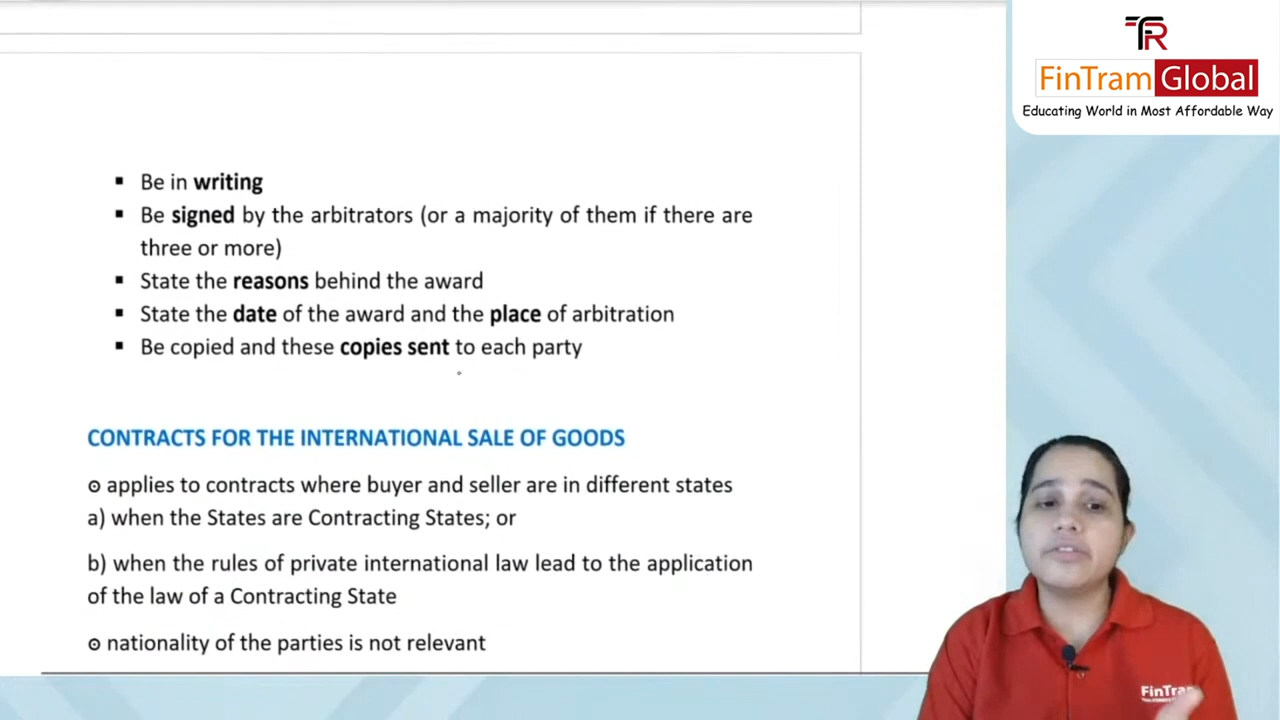 TR
FinTram Global
Educating World in Most Affordable Way
▪ Be in writing
▪ Be signed by the arbitrators (or a majority of them if there are
three or more)
▪ State the reasons behind the award
▪ State the date of the award and the place of arbitration
▪ Be copied and these copies sent to each party
CONTRACTS FOR THE INTERNATIONAL SALE OF GOODS
⊙ applies to contracts where buyer and seller are in different states
a) when the States are Contracting States; or
b) when the rules of private international law lead to the application
of the law of a Contracting State
⊙ nationality of the parties is not relevant
FinTra